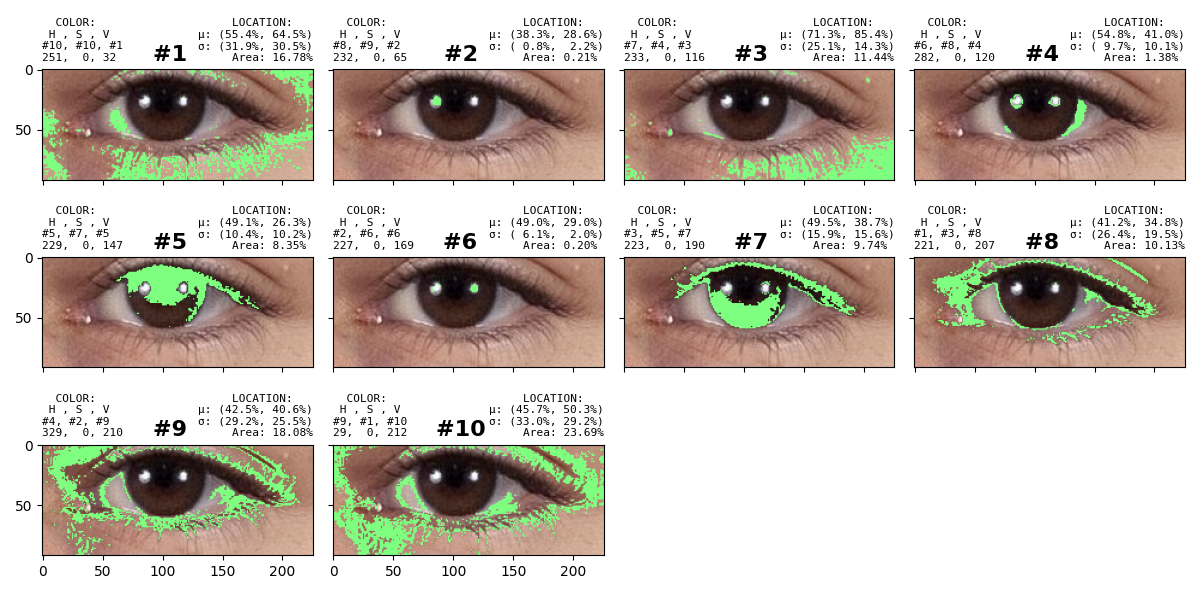 COLOR: LOCATION:
H , S , V μ: (55.4%, 64.5%)
#10, #10, #1 #1 σ: (31.9%, 30.5%)
251, 0, 32 Area: 16.78%
COLOR: LOCATION:
H , S , V μ: (38.3%, 28.6%)
#8, #9, #2 #2 σ: ( 0.8%, 2.2%)
232, 0, 65 Area: 0.21%
COLOR: LOCATION:
H , S , V μ: (71.3%, 85.4%)
#7, #4, #3 #3 σ: (25.1%, 14.3%)
233, 0, 116 Area: 11.44%
COLOR: LOCATION:
H , S , V μ: (54.8%, 41.0%)
#6, #8, #4 #4 σ: ( 9.7%, 10.1%)
282, 0, 120 Area: 1.38%
0
50
COLOR: LOCATION:
H , S , V μ: (49.1%, 26.3%)
#5, #7, #5 #5 σ: (10.4%, 10.2%)
229, 0, 147 Area: 8.35%
COLOR: LOCATION:
H , S , V μ: (49.0%, 29.0%)
#2, #6, #6 #6 σ: ( 6.1%, 2.0%)
227, 0, 169 Area: 0.20%
COLOR: LOCATION:
H , S , V μ: (49.5%, 38.7%)
#3, #5, #7 #7 σ: (15.9%, 15.6%)
223, 0, 190 Area: 9.74%
COLOR: LOCATION:
H , S , V μ: (41.2%, 34.8%)
#1, #3, #8 #8 σ: (26.4%, 19.5%)
221, 0, 207 Area: 10.13%
0
50
COLOR: LOCATION:
H , S , V μ: (42.5%, 40.6%)
#4, #2, #9 #9 σ: (29.2%, 25.5%)
329, 0, 210 Area: 18.08%
COLOR: LOCATION:
H , S , V μ: (45.7%, 50.3%)
#9, #1, #10 #10 σ: (33.0%, 29.2%)
29, 0, 212 Area: 23.69%
0
50
0 50 100 150 200
0 50 100 150 200